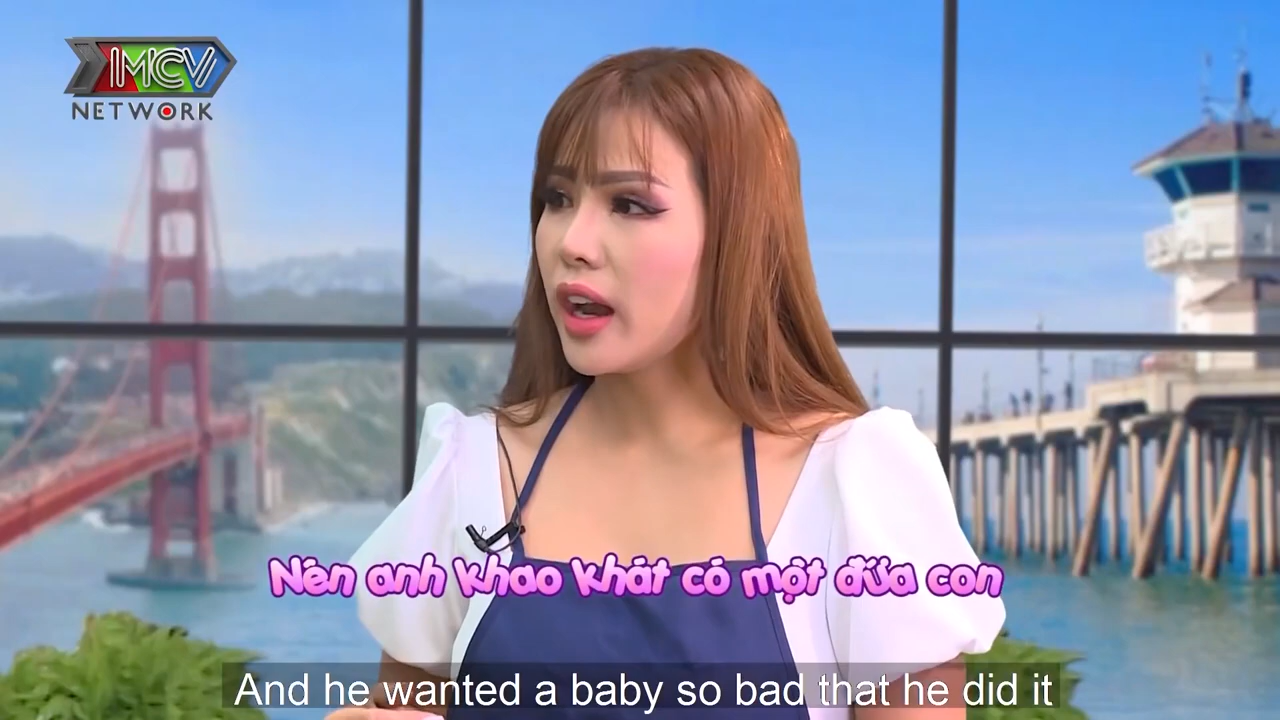 MCV
NETWORK
Nên anh khao khát có một đứa con
And he wanted a baby so bad that he did it